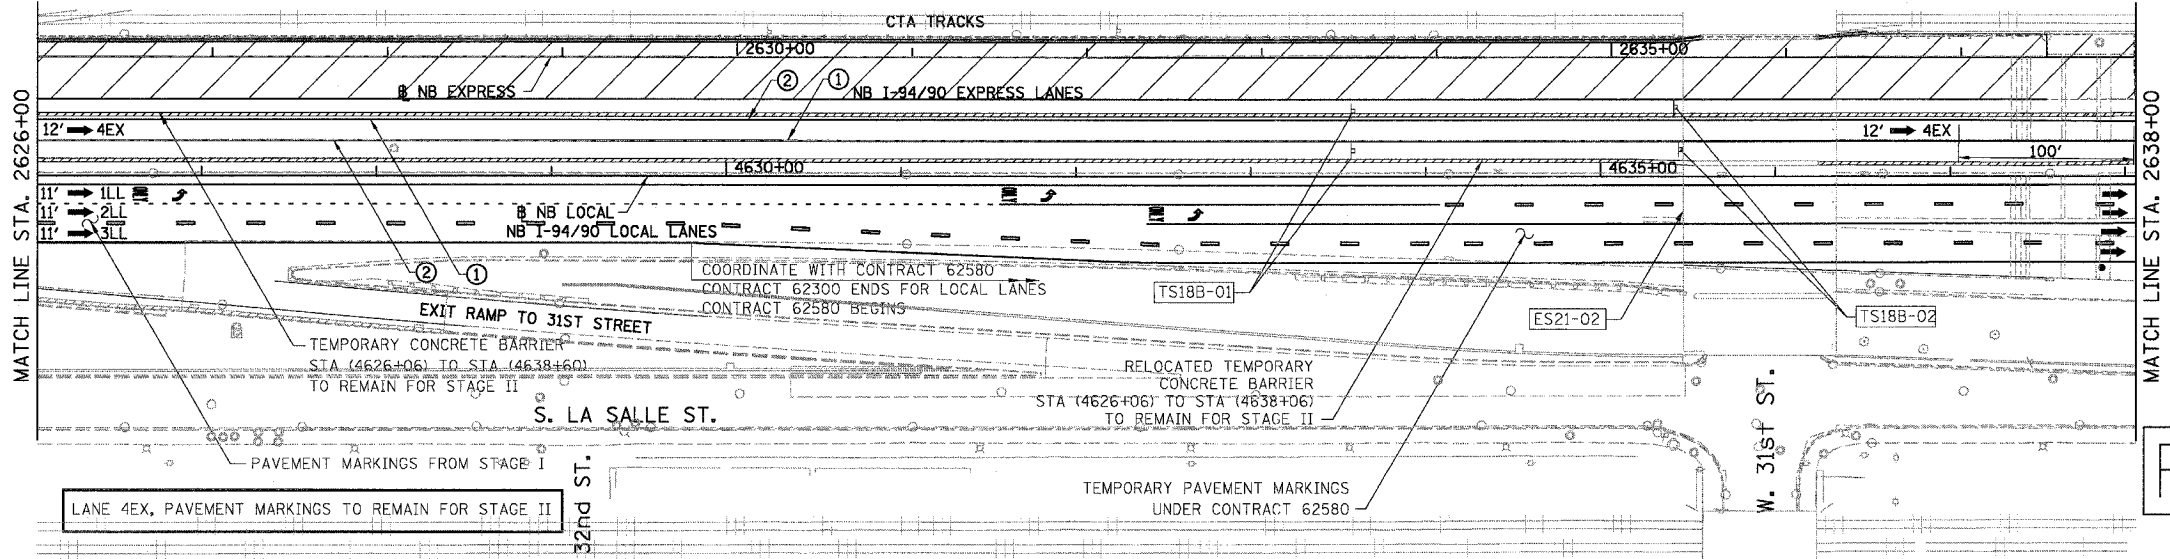 CTA TRACKS
2630+00
2635+00
② ①
NB EXPRESS
NB I-94/90 EXPRESS LANES
12' 4EX
12' 4EX
100'
4630+00
4635+00
11' 1LL ONLY ONLY
11' 2LL ONLY
11' 3LL
NB LOCAL
NB I-94/90 LOCAL LANES
② ①
MATCH LINE STA. 2626+00
MATCH LINE STA. 2638+00
COORDINATE WITH CONTRACT 62580
CONTRACT 62300 ENDS FOR LOCAL LANES
CONTRACT 62580 BEGINS
TS18B-01
ES21-02
TS18B-02
EXIT RAMP TO 31ST STREET
TEMPORARY CONCRETE BARRIER
STA (4626+06) TO STA (4638+60)
TO REMAIN FOR STAGE II
RELOCATED TEMPORARY
CONCRETE BARRIER
STA (4626+06) TO STA (4638+06)
TO REMAIN FOR STAGE II
S. LA SALLE ST.
PAVEMENT MARKINGS FROM STAGE I
LANE 4EX, PAVEMENT MARKINGS TO REMAIN FOR STAGE II
32nd ST.
TEMPORARY PAVEMENT MARKINGS
UNDER CONTRACT 62580
W. 31st ST.